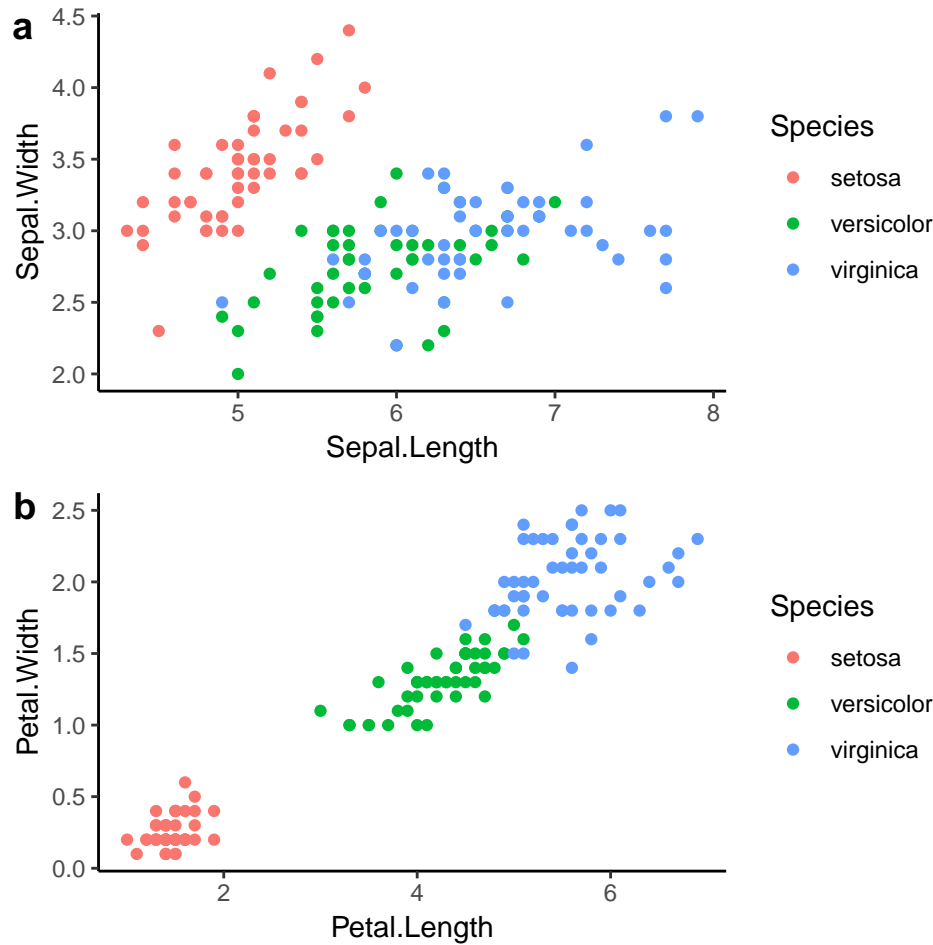 a
4.5
4.0
3.5
3.0
2.5
2.0
Sepal.Width
5 6 7 8
Sepal.Length
Species
setosa
versicolor
virginica
b
2.5
2.0
1.5
1.0
0.5
0.0
Petal.Width
2 4 6
Petal.Length
Species
setosa
versicolor
virginica